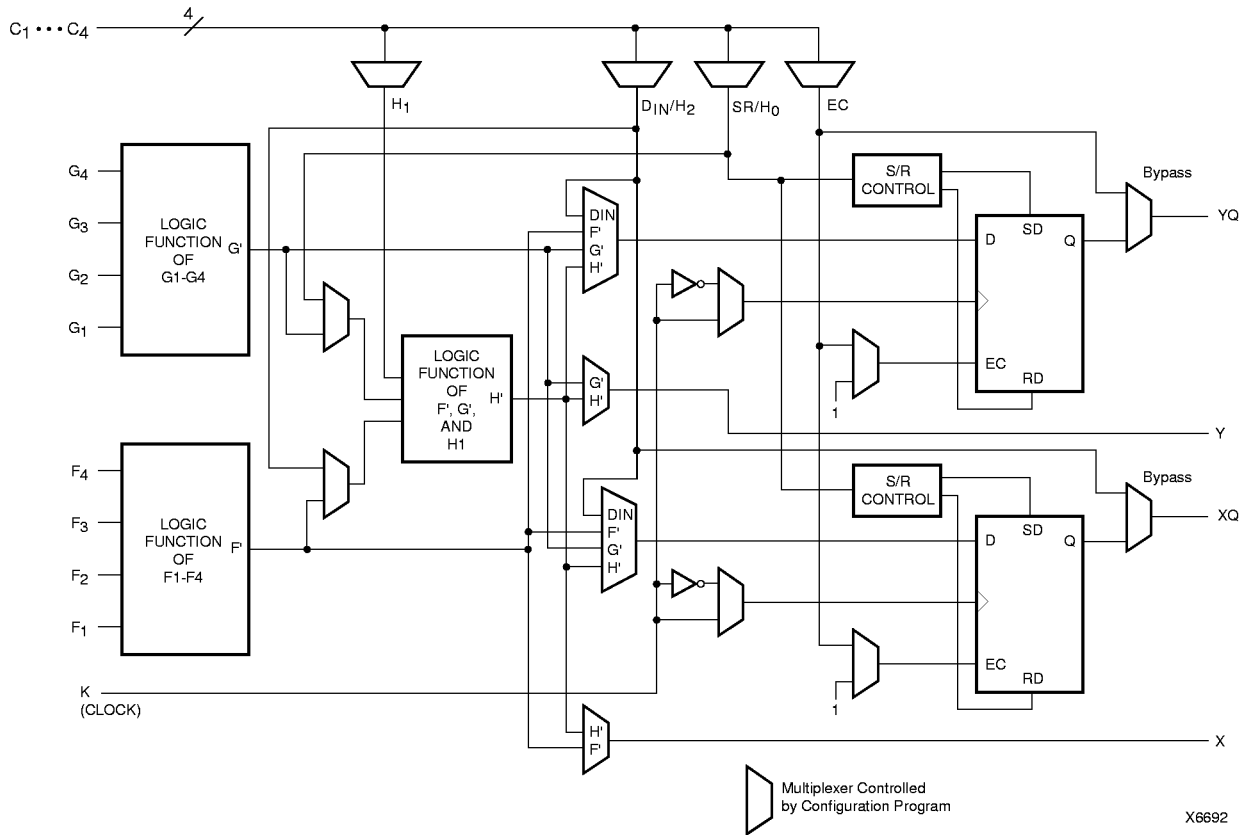 C1 ••• C4
4
H1
DIN/H2
SR/H0
EC
G4
G3
G2
G1
LOGIC
FUNCTION
OF
G1-G4
G'
DIN
F'
G'
H'
S/R
CONTROL
Bypass
D
SD
Q
YQ
EC
RD
1
LOGIC
FUNCTION
OF
F', G',
AND
H1
H'
G'
H'
Y
F4
F3
F2
F1
LOGIC
FUNCTION
OF
F1-F4
F'
DIN
F'
G'
H'
S/R
CONTROL
Bypass
D
SD
Q
XQ
EC
RD
1
K
(CLOCK)
H'
F'
X
Multiplexer Controlled
by Configuration Program
X6692